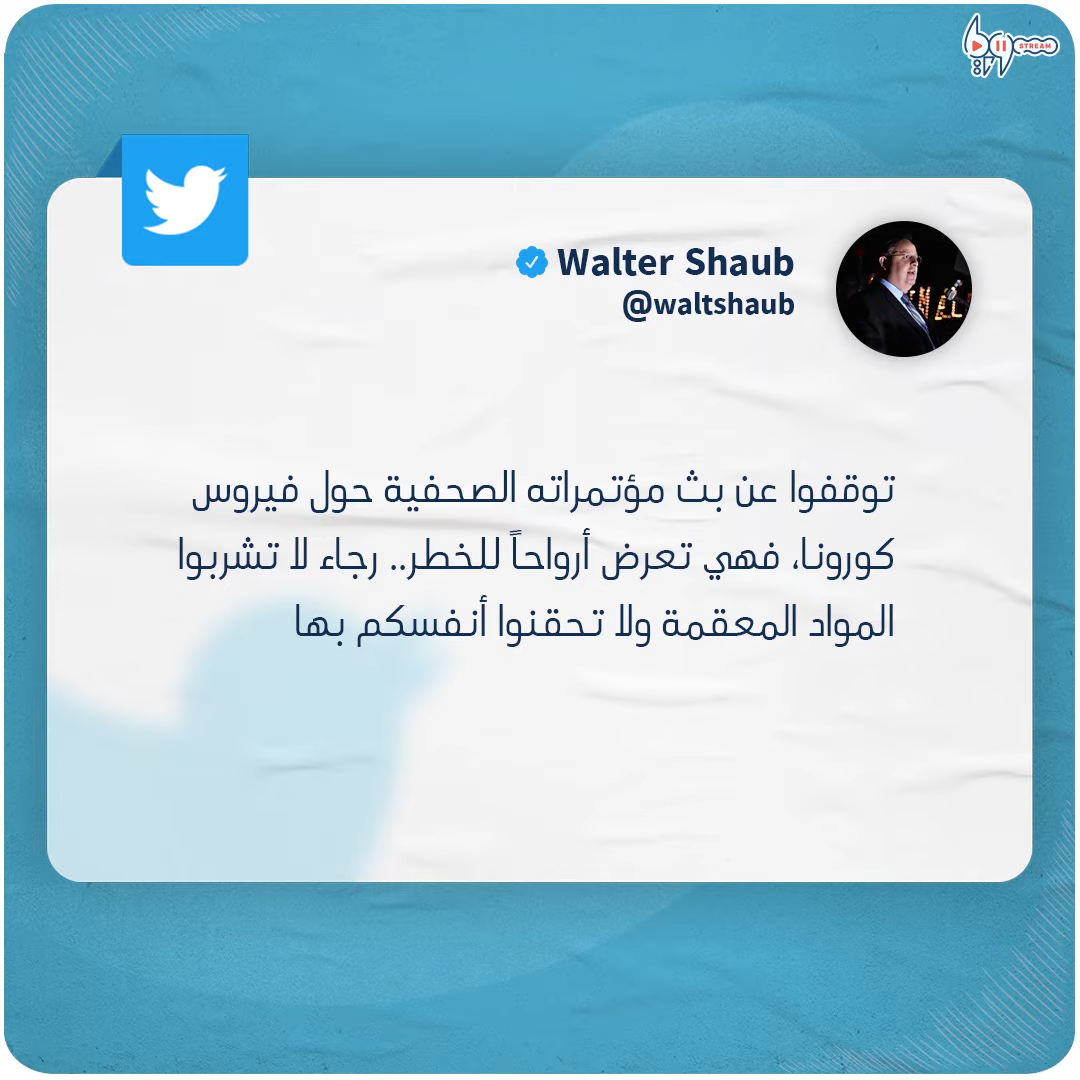 STREAM
Walter Shaub
@waltshaub
توقفوا عن بث مؤتمراته الصحفية حول فيروس
كورونا، فهي تعرض أرواحاً للخطر.. رجاء لا تشربوا
المواد المعقمة ولا تحقنوا أنفسكم بها